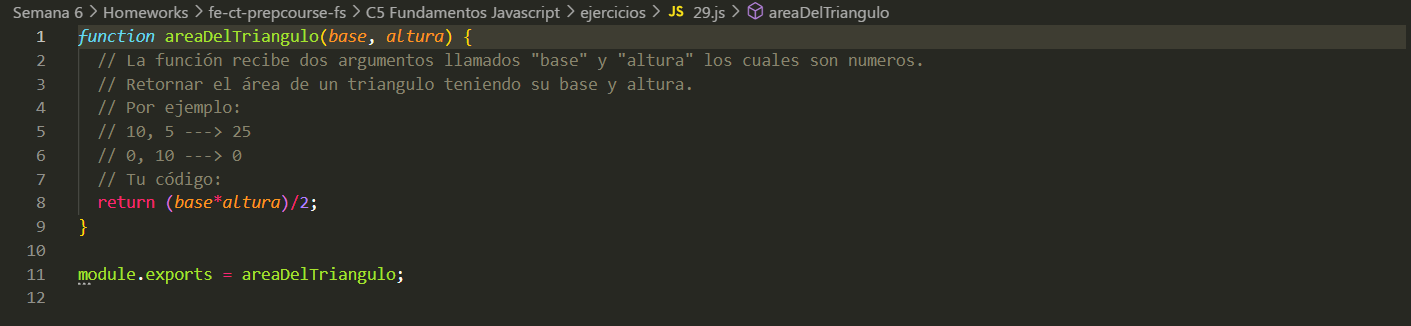 Semana 6 > Homeworks > fe-ct-prepcourse-fs > C5 Fundamentos Javascript > ejercicios > JS 29.js > areaDelTriangulo
1 function areaDelTriangulo(base, altura) {
2 // La función recibe dos argumentos llamados "base" y "altura" los cuales son numeros.
3 // Retornar el área de un triangulo teniendo su base y altura.
4 // Por ejemplo:
5 // 10, 5 ---> 25
6 // 0, 10 ---> 0
7 // Tu código:
8 return (base*altura)/2;
9 }
10
11 module.exports = areaDelTriangulo;
12